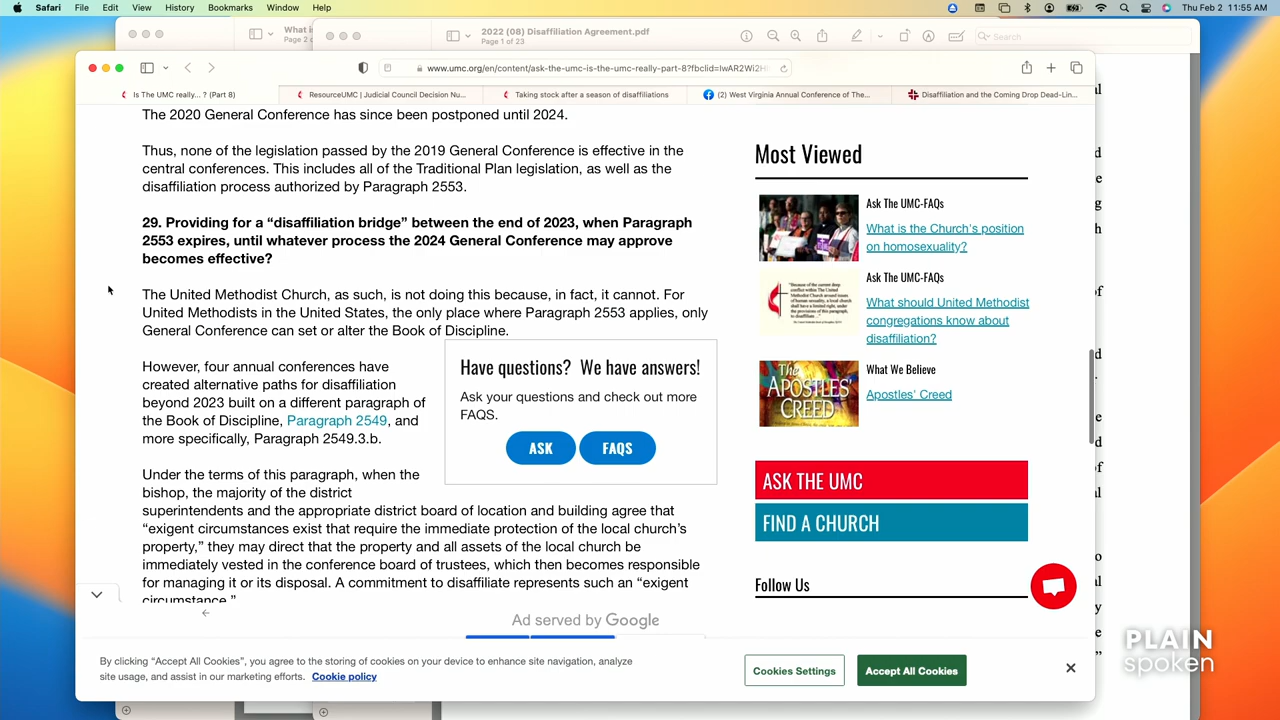 Safari File Edit View History Bookmarks Window Help
Thu Feb 2 11:55 AM
What is
Page 2
2022 (08) Disaffiliation Agreement.pdf
Page 1 of 23
Search
www.umc.org/en/content/ask-the-umc-is-the-umc-really-part-8?fbclid=IwAR2Wi2H
Is The UMC really... ? (Part 8)
ResourceUMC | Judicial Council Decision Nu...
Taking stock after a season of disaffiliations
(2) West Virginia Annual Conference of The...
Disaffiliation and the Coming Drop Dead-Lin...
The 2020 General Conference has since been postponed until 2024.
Thus, none of the legislation passed by the 2019 General Conference is effective in the
central conferences. This includes all of the Traditional Plan legislation, as well as the
disaffiliation process authorized by Paragraph 2553.
29. Providing for a “disaffiliation bridge” between the end of 2023, when Paragraph
2553 expires, until whatever process the 2024 General Conference may approve
becomes effective?
The United Methodist Church, as such, is not doing this because, in fact, it cannot. For
United Methodists in the United States, the only place where Paragraph 2553 applies, only
General Conference can set or alter the Book of Discipline.
However, four annual conferences have
created alternative paths for disaffiliation
beyond 2023 built on a different paragraph of
the Book of Discipline, Paragraph 2549, and
more specifically, Paragraph 2549.3.b.
Have questions? We have answers!
Ask your questions and check out more
FAQS.
ASK FAQS
Under the terms of this paragraph, when the
bishop, the majority of the district
superintendents and the appropriate district board of location and building agree that
“exigent circumstances exist that require the immediate protection of the local church’s
property,” they may direct that the property and all assets of the local church be
immediately vested in the conference board of trustees, which then becomes responsible
for managing it or its disposal. A commitment to disaffiliate represents such an “exigent
circumstance.”
Most Viewed
Ask The UMC-FAQs
What is the Church's position
on homosexuality?
Ask The UMC-FAQs
What should United Methodist
congregations know about
disaffiliation?
What We Believe
Apostles' Creed
The
APOSTLES'
CREED
ASK THE UMC
FIND A CHURCH
Follow Us
Ad served by Google
By clicking “Accept All Cookies”, you agree to the storing of cookies on your device to enhance site navigation, analyze
site usage, and assist in our marketing efforts. Cookie policy
Cookies Settings
Accept All Cookies
PLAIN
spoken